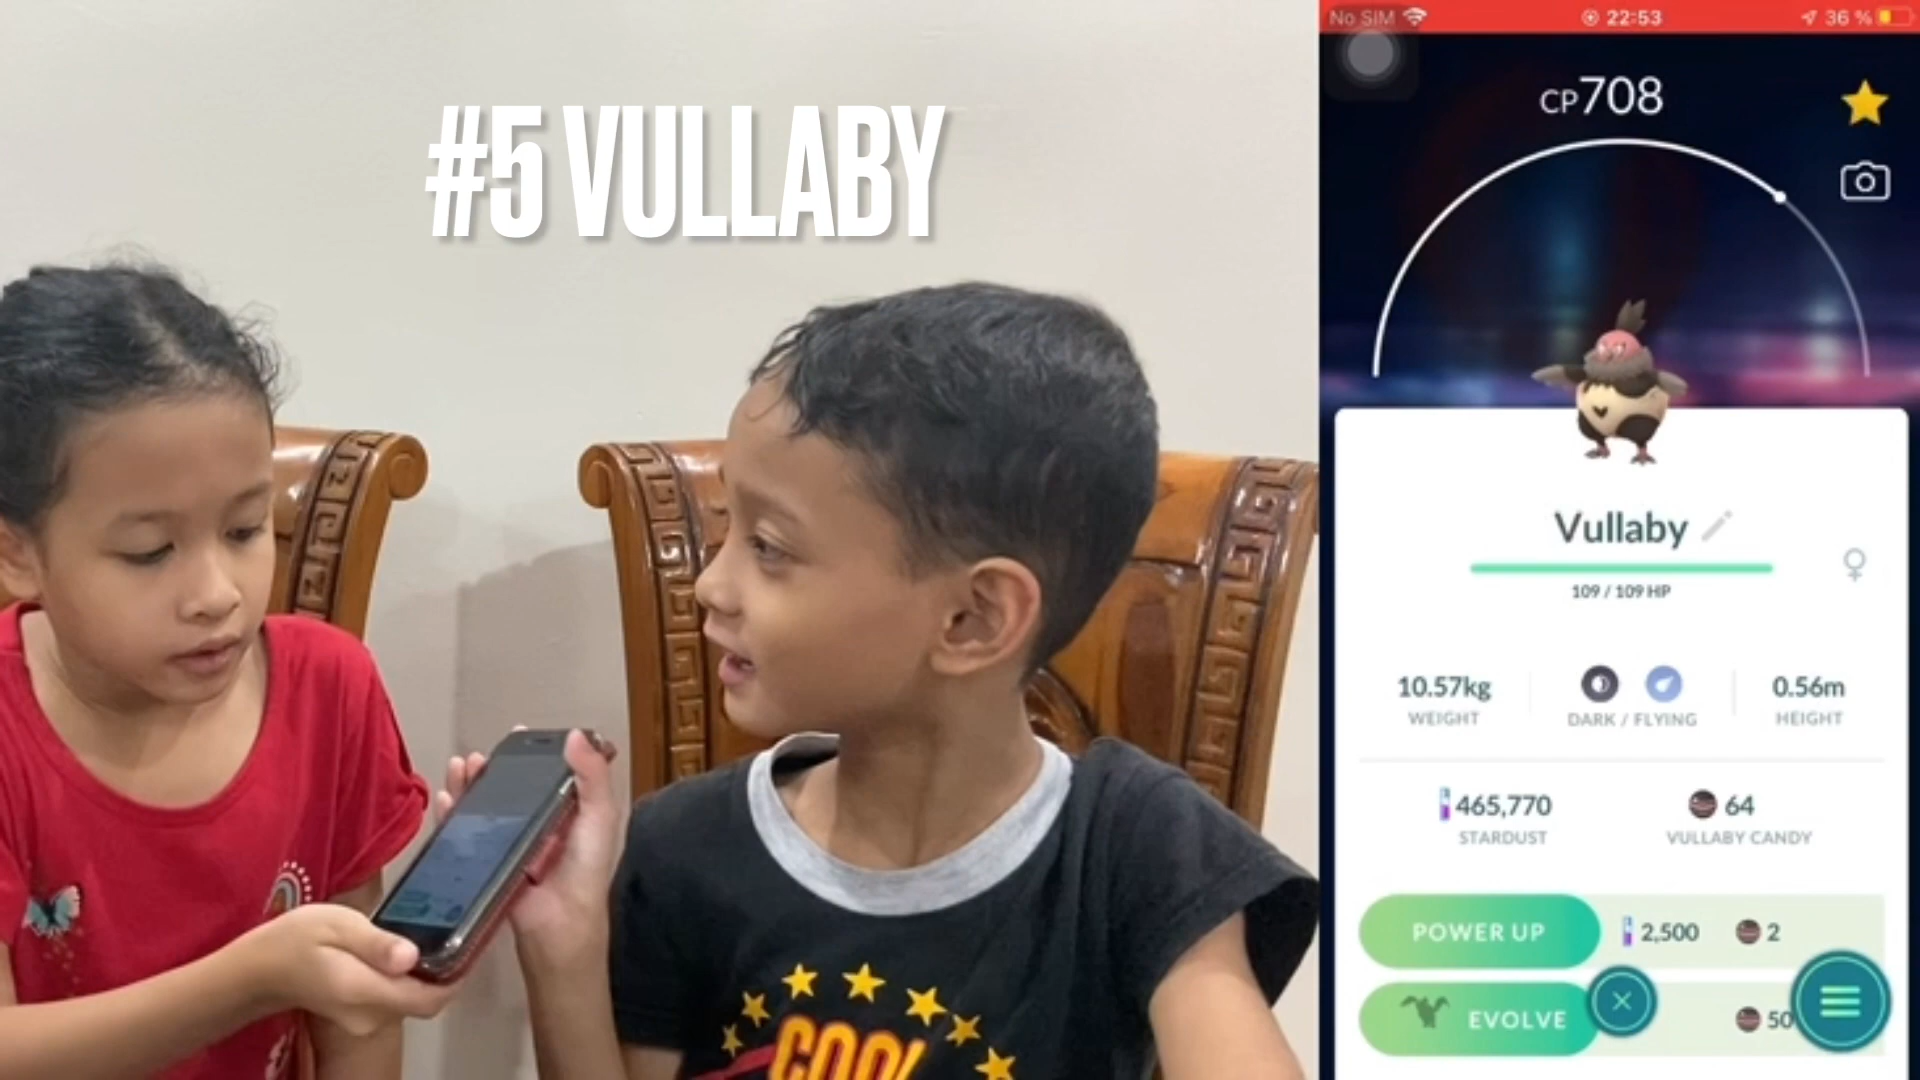 #5 VULLABY
No SIM
22:53
36 %
CP708
Vullaby
109 / 109 HP
10.57kg
WEIGHT
DARK / FLYING
0.56m
HEIGHT
465,770
STARDUST
64
VULLABY CANDY
POWER UP
2,500
2
EVOLVE
50
COOL